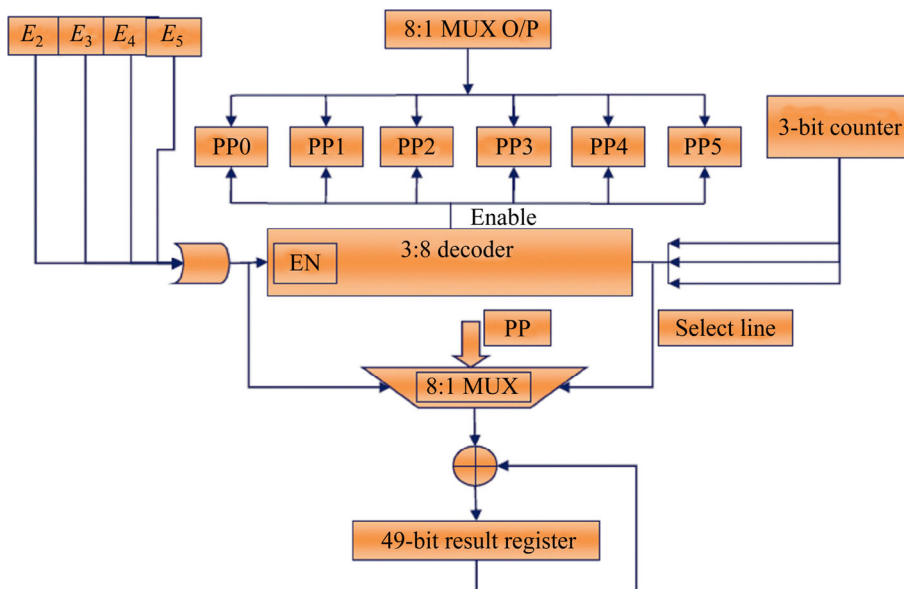 E2 E3 E4 E5
8:1 MUX O/P
3-bit counter
PP0 PP1 PP2 PP3 PP4 PP5
Enable
3:8 decoder
EN
PP
Select line
8:1 MUX
49-bit result register